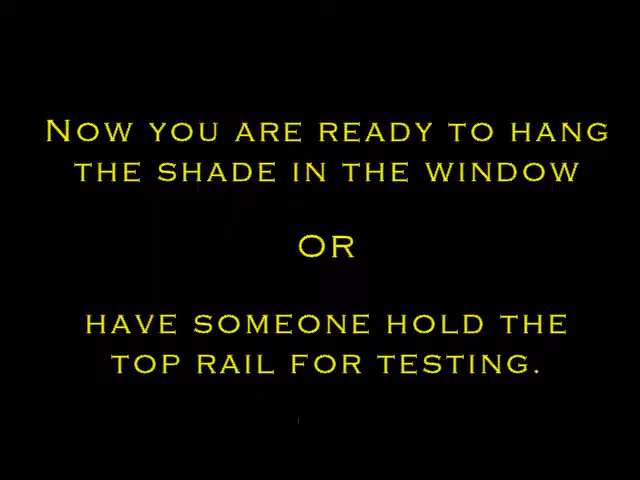 NOW YOU ARE READY TO HANG
THE SHADE IN THE WINDOW
OR
HAVE SOMEONE HOLD THE
TOP RAIL FOR TESTING.